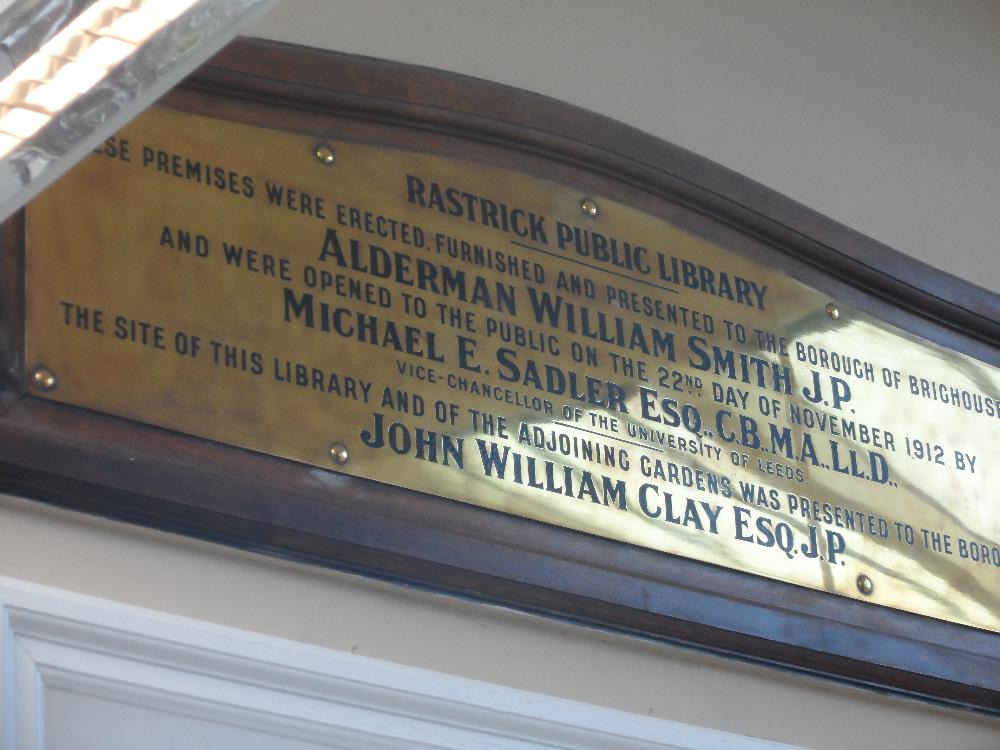 RASTRICK PUBLIC LIBRARY
ESE PREMISES WERE ERECTED, FURNISHED AND PRESENTED TO THE BOROUGH OF BRIGHOUSE
ALDERMAN WILLIAM SMITH J.P.
AND WERE OPENED TO THE PUBLIC ON THE 22ND DAY OF NOVEMBER 1912 BY
MICHAEL E. SADLER ESQ., C.B., M.A., LL.D.,
VICE-CHANCELLOR OF THE UNIVERSITY OF LEEDS.
THE SITE OF THIS LIBRARY AND OF THE ADJOINING GARDENS WAS PRESENTED TO THE BORO
JOHN WILLIAM CLAY ESQ. J.P.